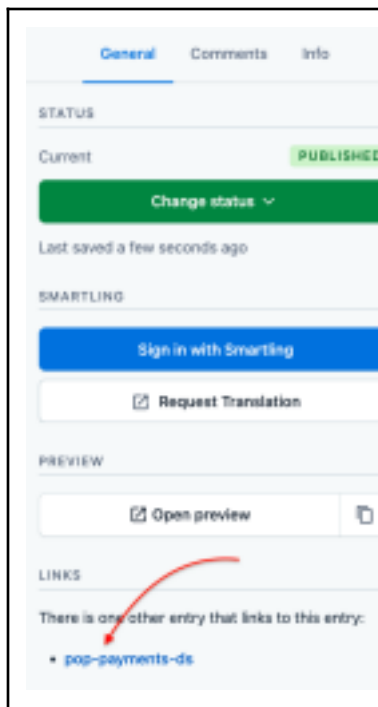 General Comments Info
STATUS
Current PUBLISHED
Change status
Last saved a few seconds ago
SMARTLING
Sign in with Smartling
Request Translation
PREVIEW
Open preview
LINKS
There is one other entry that links to this entry:
• pop-payments-ds